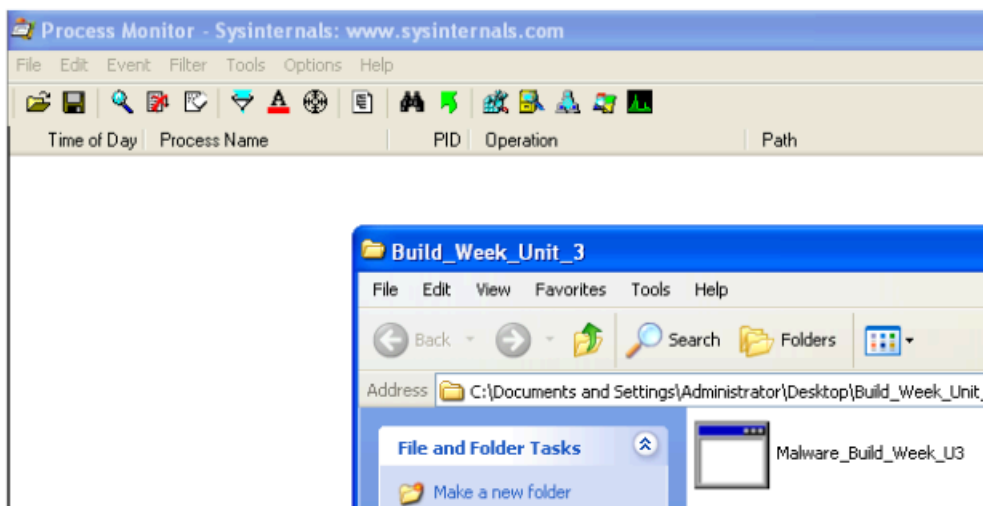 Process Monitor - Sysinternals: www.sysinternals.com
File Edit Event Filter Tools Options Help
Time of Day Process Name PID Operation Path
Build_Week_Unit_3
File Edit View Favorites Tools Help
Back Search Folders
Address C:\Documents and Settings\Administrator\Desktop\Build_Week_Unit_
File and Folder Tasks
Malware_Build_Week_U3
Make a new folder